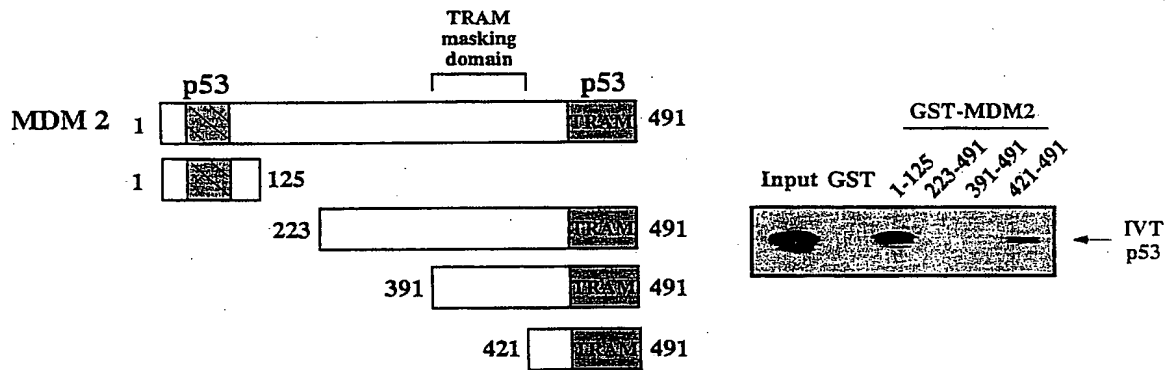 TRAM
masking
domain
p53 p53
MDM 2 1 TRAM 491
1 125
223 TRAM 491
391 TRAM 491
421 TRAM 491
GST-MDM2
Input GST 1-125 223-491 391-491 421-491
IVT
p53